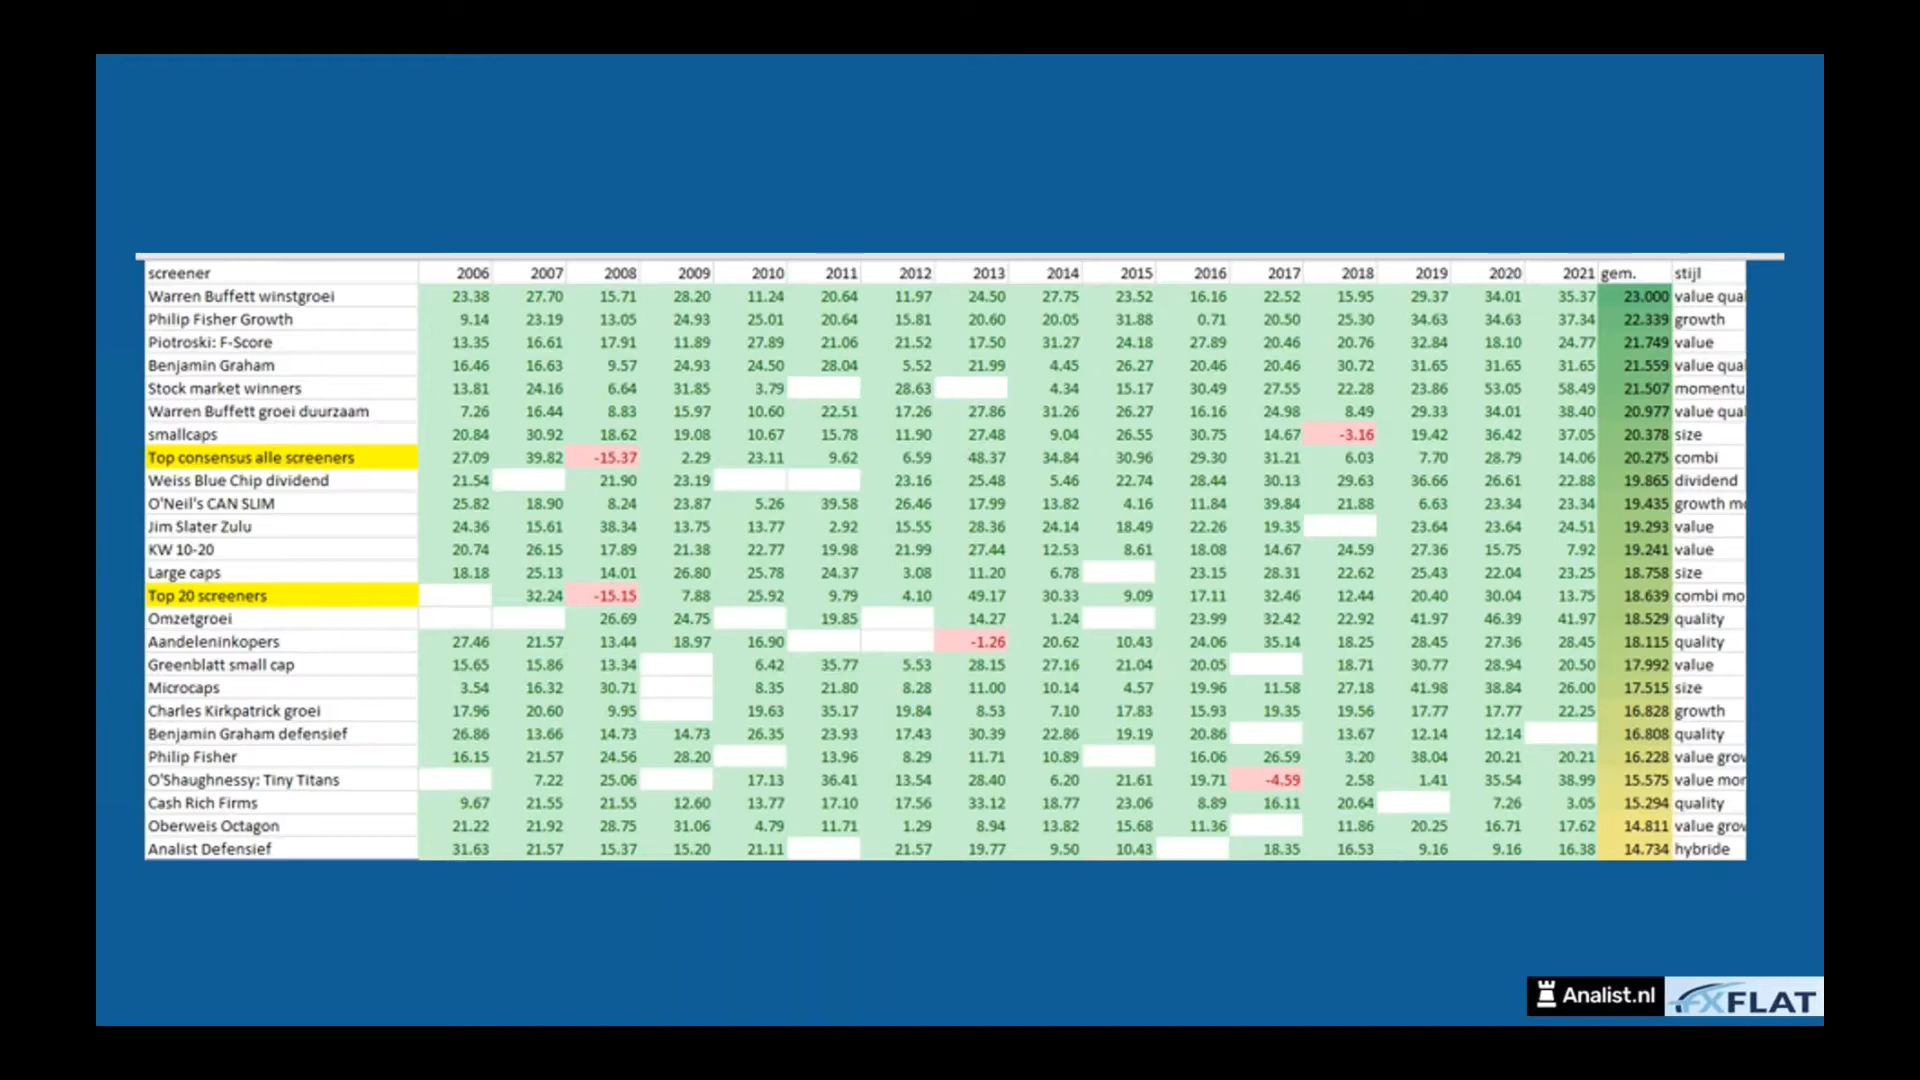 screener 2006 2007 2008 2009 2010 2011 2012 2013 2014 2015 2016 2017 2018 2019 2020 2021 gem. stijl
Warren Buffett winstgroei 23.38 27.70 15.71 28.20 11.24 20.64 11.97 24.50 27.75 23.52 16.16 22.52 15.95 29.37 34.01 35.37 23.000 value qual
Philip Fisher Growth 9.14 23.19 13.05 24.93 25.01 20.64 15.81 20.60 20.05 31.88 0.71 20.50 25.30 34.63 34.63 37.34 22.339 growth
Piotroski: F-Score 13.35 16.61 17.91 11.89 27.89 21.06 21.52 17.50 31.27 24.18 27.89 20.46 20.76 32.84 18.10 24.77 21.749 value
Benjamin Graham 16.46 16.63 9.57 24.93 24.50 28.04 5.52 21.99 4.45 26.27 20.46 20.46 30.72 31.65 31.65 31.65 21.559 value qual
Stock market winners 13.81 24.16 6.64 31.85 3.79 28.63 4.34 15.17 30.49 27.55 22.28 23.86 53.05 58.49 21.507 momentu
Warren Buffett groei duurzaam 7.26 16.44 8.83 15.97 10.60 22.51 17.26 27.86 31.26 26.27 16.16 24.98 8.49 29.33 34.01 38.40 20.977 value qual
smallcaps 20.84 30.92 18.62 19.08 10.67 15.78 11.90 27.48 9.04 26.55 30.75 14.67 -3.16 19.42 36.42 37.05 20.378 size
Top consensus alle screeners 27.09 39.82 -15.37 2.29 23.11 9.62 6.59 48.37 34.84 30.96 29.30 31.21 6.03 7.70 28.79 14.06 20.275 combi
Weiss Blue Chip dividend 21.54 21.90 23.19 23.16 25.48 5.46 22.74 28.44 30.13 29.63 36.66 26.61 22.88 19.865 dividend
O'Neil's CAN SLIM 25.82 18.90 8.24 23.87 5.26 39.58 26.46 17.99 13.82 4.16 11.84 39.84 21.88 6.63 23.34 23.34 19.435 growth mo
Jim Slater Zulu 24.36 15.61 38.34 13.75 13.77 2.92 15.55 28.36 24.14 18.49 22.26 19.35 23.64 23.64 24.51 19.293 value
KW 10-20 20.74 26.15 17.89 21.38 22.77 19.98 21.99 27.44 12.53 8.61 18.08 14.67 24.59 27.36 15.75 7.92 19.241 value
Large caps 18.18 25.13 14.01 26.80 25.78 24.37 3.08 11.20 6.78 23.15 28.31 22.62 25.43 22.04 23.25 18.758 size
Top 20 screeners 32.24 -15.15 7.88 25.92 9.79 4.10 49.17 30.33 9.09 17.11 32.46 12.44 20.40 30.04 13.75 18.639 combi mo
Omzetgroei 26.69 24.77 19.85 14.27 1.24 23.99 32.42 22.92 41.97 46.39 41.97 18.529 quality
Aandeleninkopers 27.46 21.57 13.44 18.97 16.90 -1.26 20.62 10.43 24.06 35.14 18.25 28.45 27.36 28.45 18.115 quality
Greenblatt small cap 15.65 15.86 13.34 6.42 35.77 5.53 28.15 27.16 21.04 20.05 18.71 30.77 28.94 20.50 17.992 value
Microcaps 3.54 16.32 30.71 8.35 21.80 8.28 11.00 10.14 4.57 19.96 11.58 27.18 41.98 38.84 26.00 17.515 size
Charles Kirkpatrick groei 17.96 20.60 9.95 19.63 35.17 19.84 8.53 7.10 17.83 15.93 19.35 19.56 17.77 17.77 22.25 16.828 growth
Benjamin Graham defensief 26.86 13.66 14.73 14.73 26.35 23.93 17.43 30.39 22.86 19.19 20.86 13.67 12.14 12.14 16.808 quality
Philip Fisher 16.15 21.57 24.56 28.20 13.96 8.29 11.71 10.89 16.06 26.59 3.20 38.04 20.21 20.21 16.228 value grow
O'Shaughnessy: Tiny Titans 7.22 25.06 17.13 36.41 13.54 28.40 6.20 21.61 19.71 -4.59 2.58 1.41 35.54 38.99 15.575 value mor
Cash Rich Firms 9.67 21.55 21.55 12.60 13.77 17.10 17.56 33.12 18.77 23.06 8.89 16.11 20.64 7.26 3.05 15.294 quality
Oberweis Octagon 21.22 21.92 28.75 31.06 4.79 11.71 1.29 8.94 13.82 15.68 11.36 11.86 20.25 16.71 17.62 14.811 value grow
Analist Defensief 31.63 21.57 15.37 15.20 21.11 21.57 19.77 9.50 10.43 18.35 16.53 9.16 9.16 16.38 14.734 hybride
Analist.nl FXFLAT